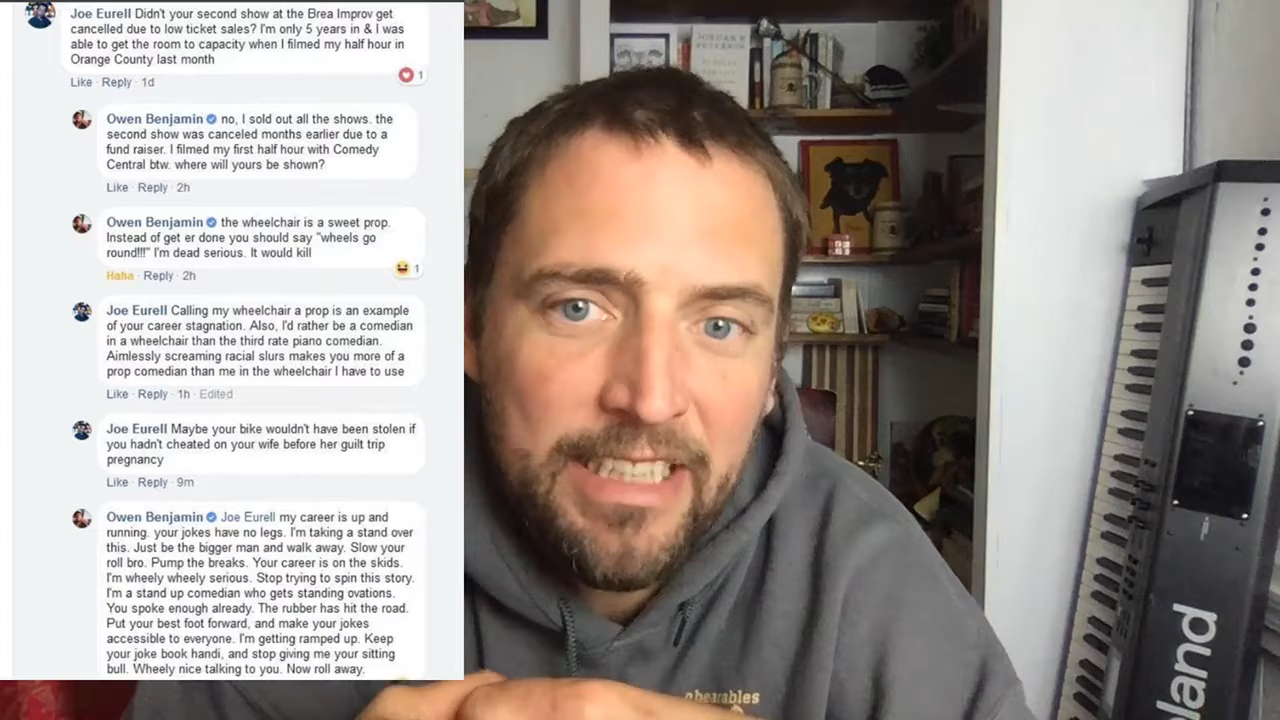 Joe Eurell Didn't your second show at the Brea Improv get
cancelled due to low ticket sales? I'm only 5 years in & I was
able to get the room to capacity when I filmed my half hour in
Orange County last month
Like · Reply · 1d
1
Owen Benjamin no, I sold out all the shows. the
second show was canceled months earlier due to a
fund raiser. I filmed my first half hour with Comedy
Central btw. where will yours be shown?
Like · Reply · 2h
Owen Benjamin the wheelchair is a sweet prop.
Instead of get er done you should say "wheels go
round!!!" I'm dead serious. It would kill
1
Haha · Reply · 2h
Joe Eurell Calling my wheelchair a prop is an example
of your career stagnation. Also, I'd rather be a comedian
in a wheelchair than the third rate piano comedian.
Aimlessly screaming racial slurs makes you more of a
prop comedian than me in the wheelchair I have to use
Like · Reply · 1h · Edited
Joe Eurell Maybe your bike wouldn't have been stolen if
you hadn't cheated on your wife before her guilt trip
pregnancy
Like · Reply · 9m
Owen Benjamin Joe Eurell my career is up and
running. your jokes have no legs. I'm taking a stand over
this. Just be the bigger man and walk away. Slow your
roll bro. Pump the breaks. Your career is on the skids.
I'm wheely wheely serious. Stop trying to spin this story.
I'm a stand up comedian who gets standing ovations.
You spoke enough already. The rubber has hit the road.
Put your best foot forward, and make your jokes
accessible to everyone. I'm getting ramped up. Keep
your joke book handi, and stop giving me your sitting
bull. Wheely nice talking to you. Now roll away.
JORDAN B
PETERSON
nbearables
land